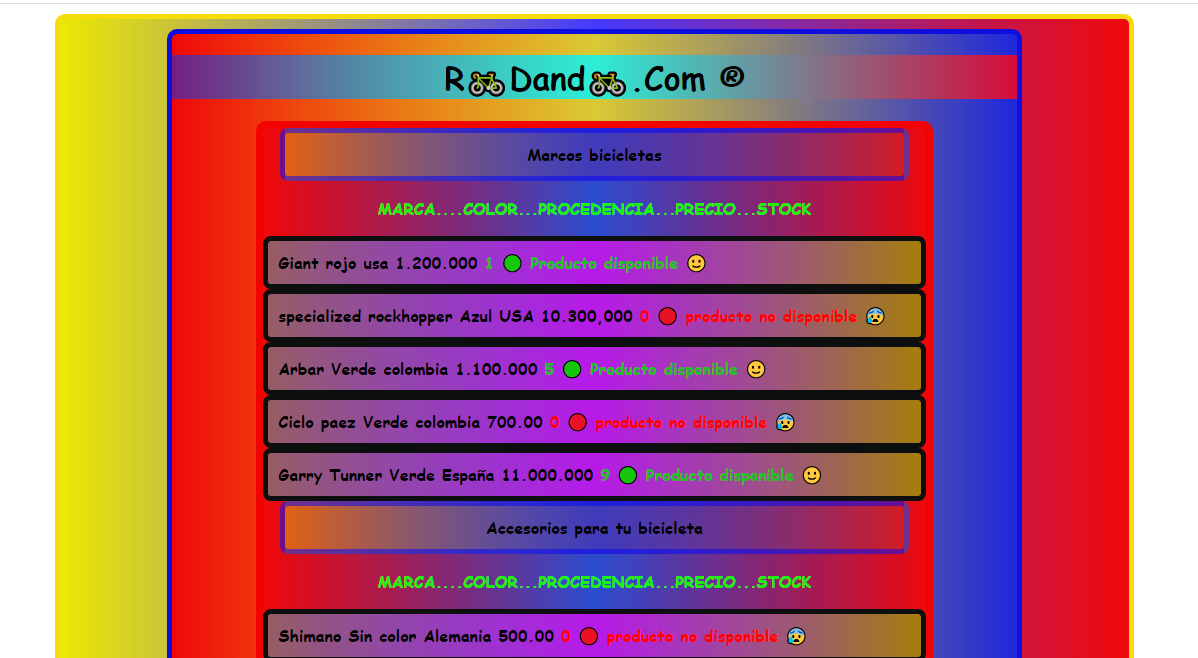 R🚲Dand🚲.Com ®
Marcos bicicletas
MARCA....COLOR...PROCEDENCIA...PRECIO...STOCK
Giant rojo usa 1.200.000 1 🟢 Producto disponible 🙂
specialized rockhopper Azul USA 10.300,000 0 🔴 producto no disponible 😰
Arbar Verde colombia 1.100.000 5 🟢 Producto disponible 🙂
Ciclo paez Verde colombia 700.00 0 🔴 producto no disponible 😰
Garry Tunner Verde España 11.000.000 9 🟢 Producto disponible 🙂
Accesorios para tu bicicleta
MARCA....COLOR...PROCEDENCIA...PRECIO...STOCK
Shimano Sin color Alemania 500.00 0 🔴 producto no disponible 😰